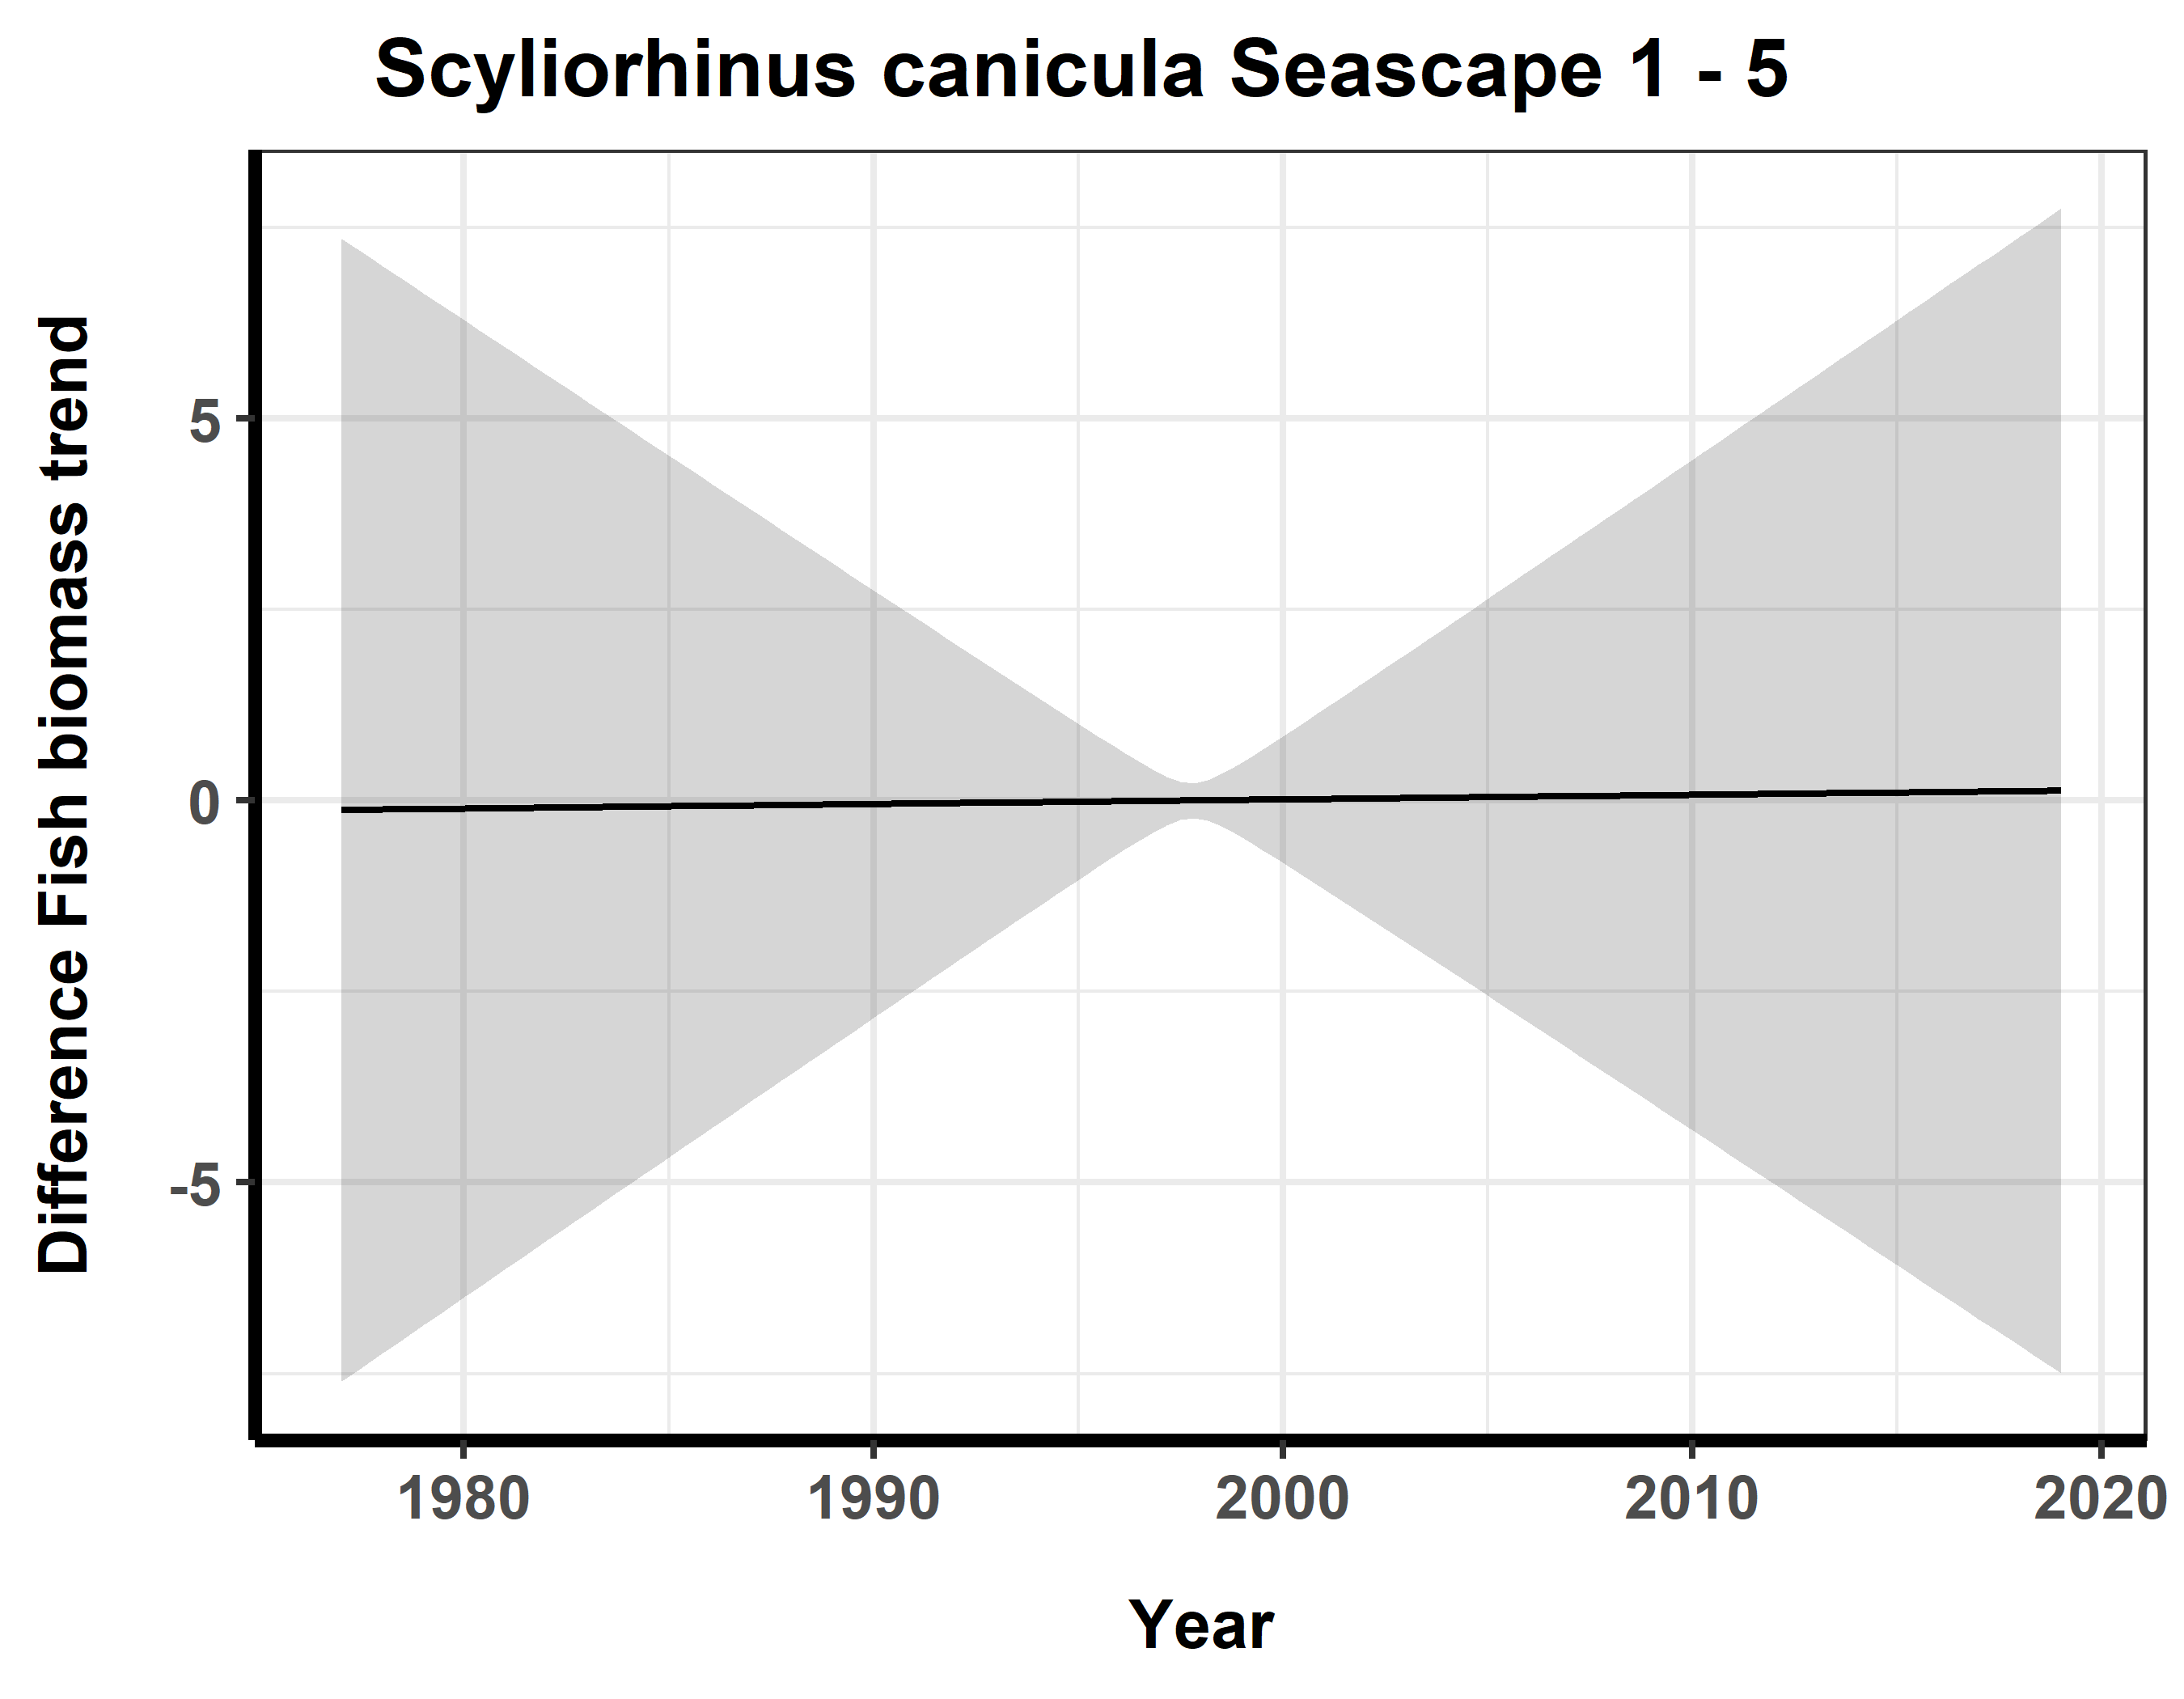 Scyliorhinus canicula Seascape 1 - 5
Difference Fish biomass trend
5
0
-5
1980
1990
2000
2010
2020
Year